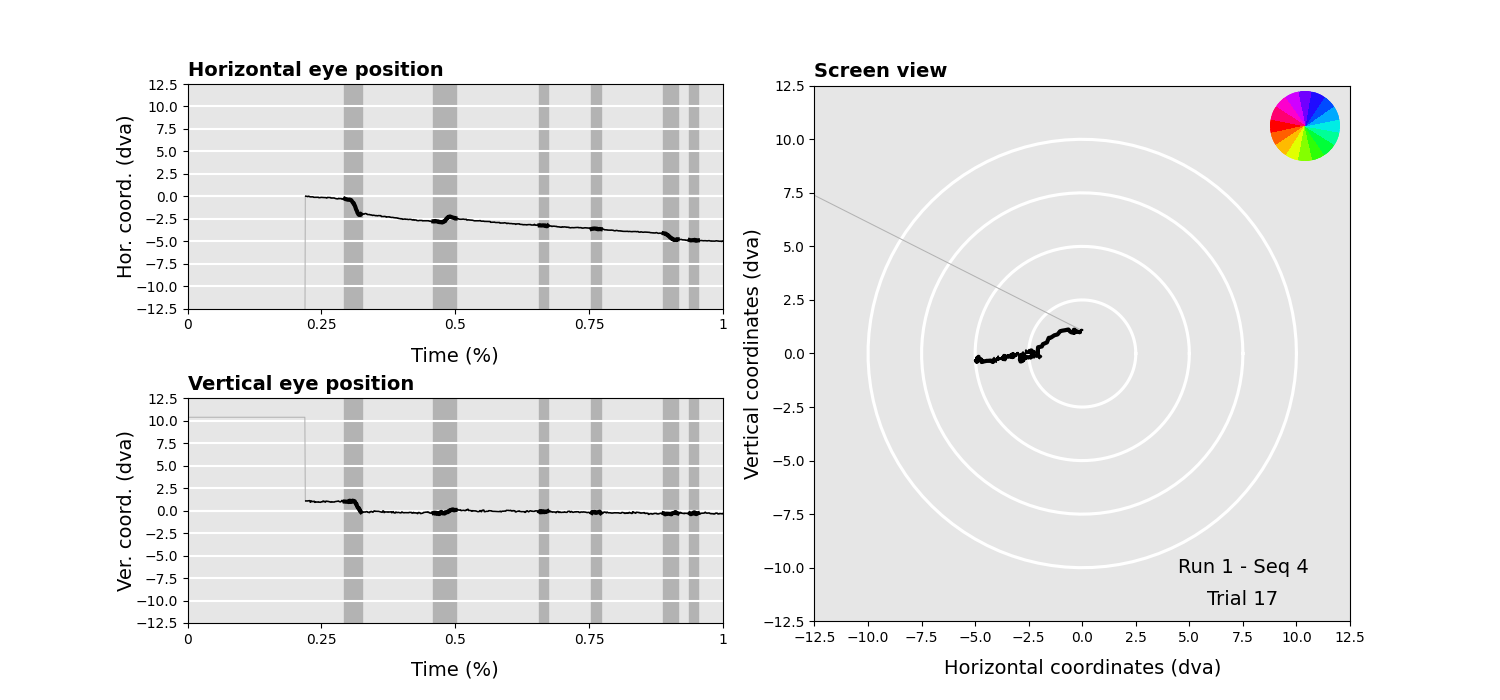 Horizontal eye position
12.5
10.0
7.5
5.0
2.5
0.0
−2.5
−5.0
−7.5
−10.0
−12.5
Hor. coord. (dva)
0 0.25 0.5 0.75 1
Time (%)
Vertical eye position
12.5
10.0
7.5
5.0
2.5
0.0
−2.5
−5.0
−7.5
−10.0
−12.5
Ver. coord. (dva)
0 0.25 0.5 0.75 1
Time (%)
Screen view
12.5
10.0
7.5
5.0
2.5
0.0
−2.5
−5.0
−7.5
−10.0
−12.5
Vertical coordinates (dva)
Run 1 - Seq 4
Trial 17
−12.5 −10.0 −7.5 −5.0 −2.5 0.0 2.5 5.0 7.5 10.0 12.5
Horizontal coordinates (dva)